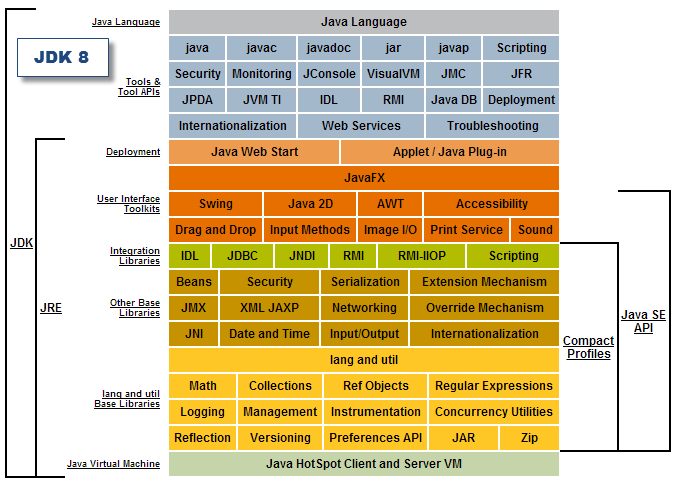 Java Language Java Language
JDK 8
java javac javadoc jar javap Scripting
Security Monitoring JConsole VisualVM JMC JFR
Tools &
Tool APIs
JPDA JVM TI IDL RMI Java DB Deployment
Internationalization Web Services Troubleshooting
Deployment Java Web Start Applet / Java Plug-in
JavaFX
User Interface
Toolkits
Swing Java 2D AWT Accessibility
Drag and Drop Input Methods Image I/O Print Service Sound
JDK
Integration
Libraries
IDL JDBC JNDI RMI RMI-IIOP Scripting
Beans Security Serialization Extension Mechanism
JRE
Other Base
Libraries
JMX XML JAXP Networking Override Mechanism
Java SE
API
JNI Date and Time Input/Output Internationalization
Compact
Profiles
lang and util
Math Collections Ref Objects Regular Expressions
lang and util
Base Libraries
Logging Management Instrumentation Concurrency Utilities
Reflection Versioning Preferences API JAR Zip
Java Virtual Machine Java HotSpot Client and Server VM